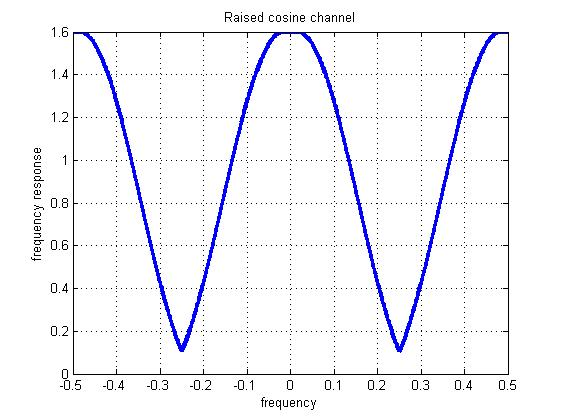 Raised cosine channel
1.6
1.4
1.2
1
0.8
0.6
0.4
0.2
0
frequency response
-0.5 -0.4 -0.3 -0.2 -0.1 0 0.1 0.2 0.3 0.4 0.5
frequency